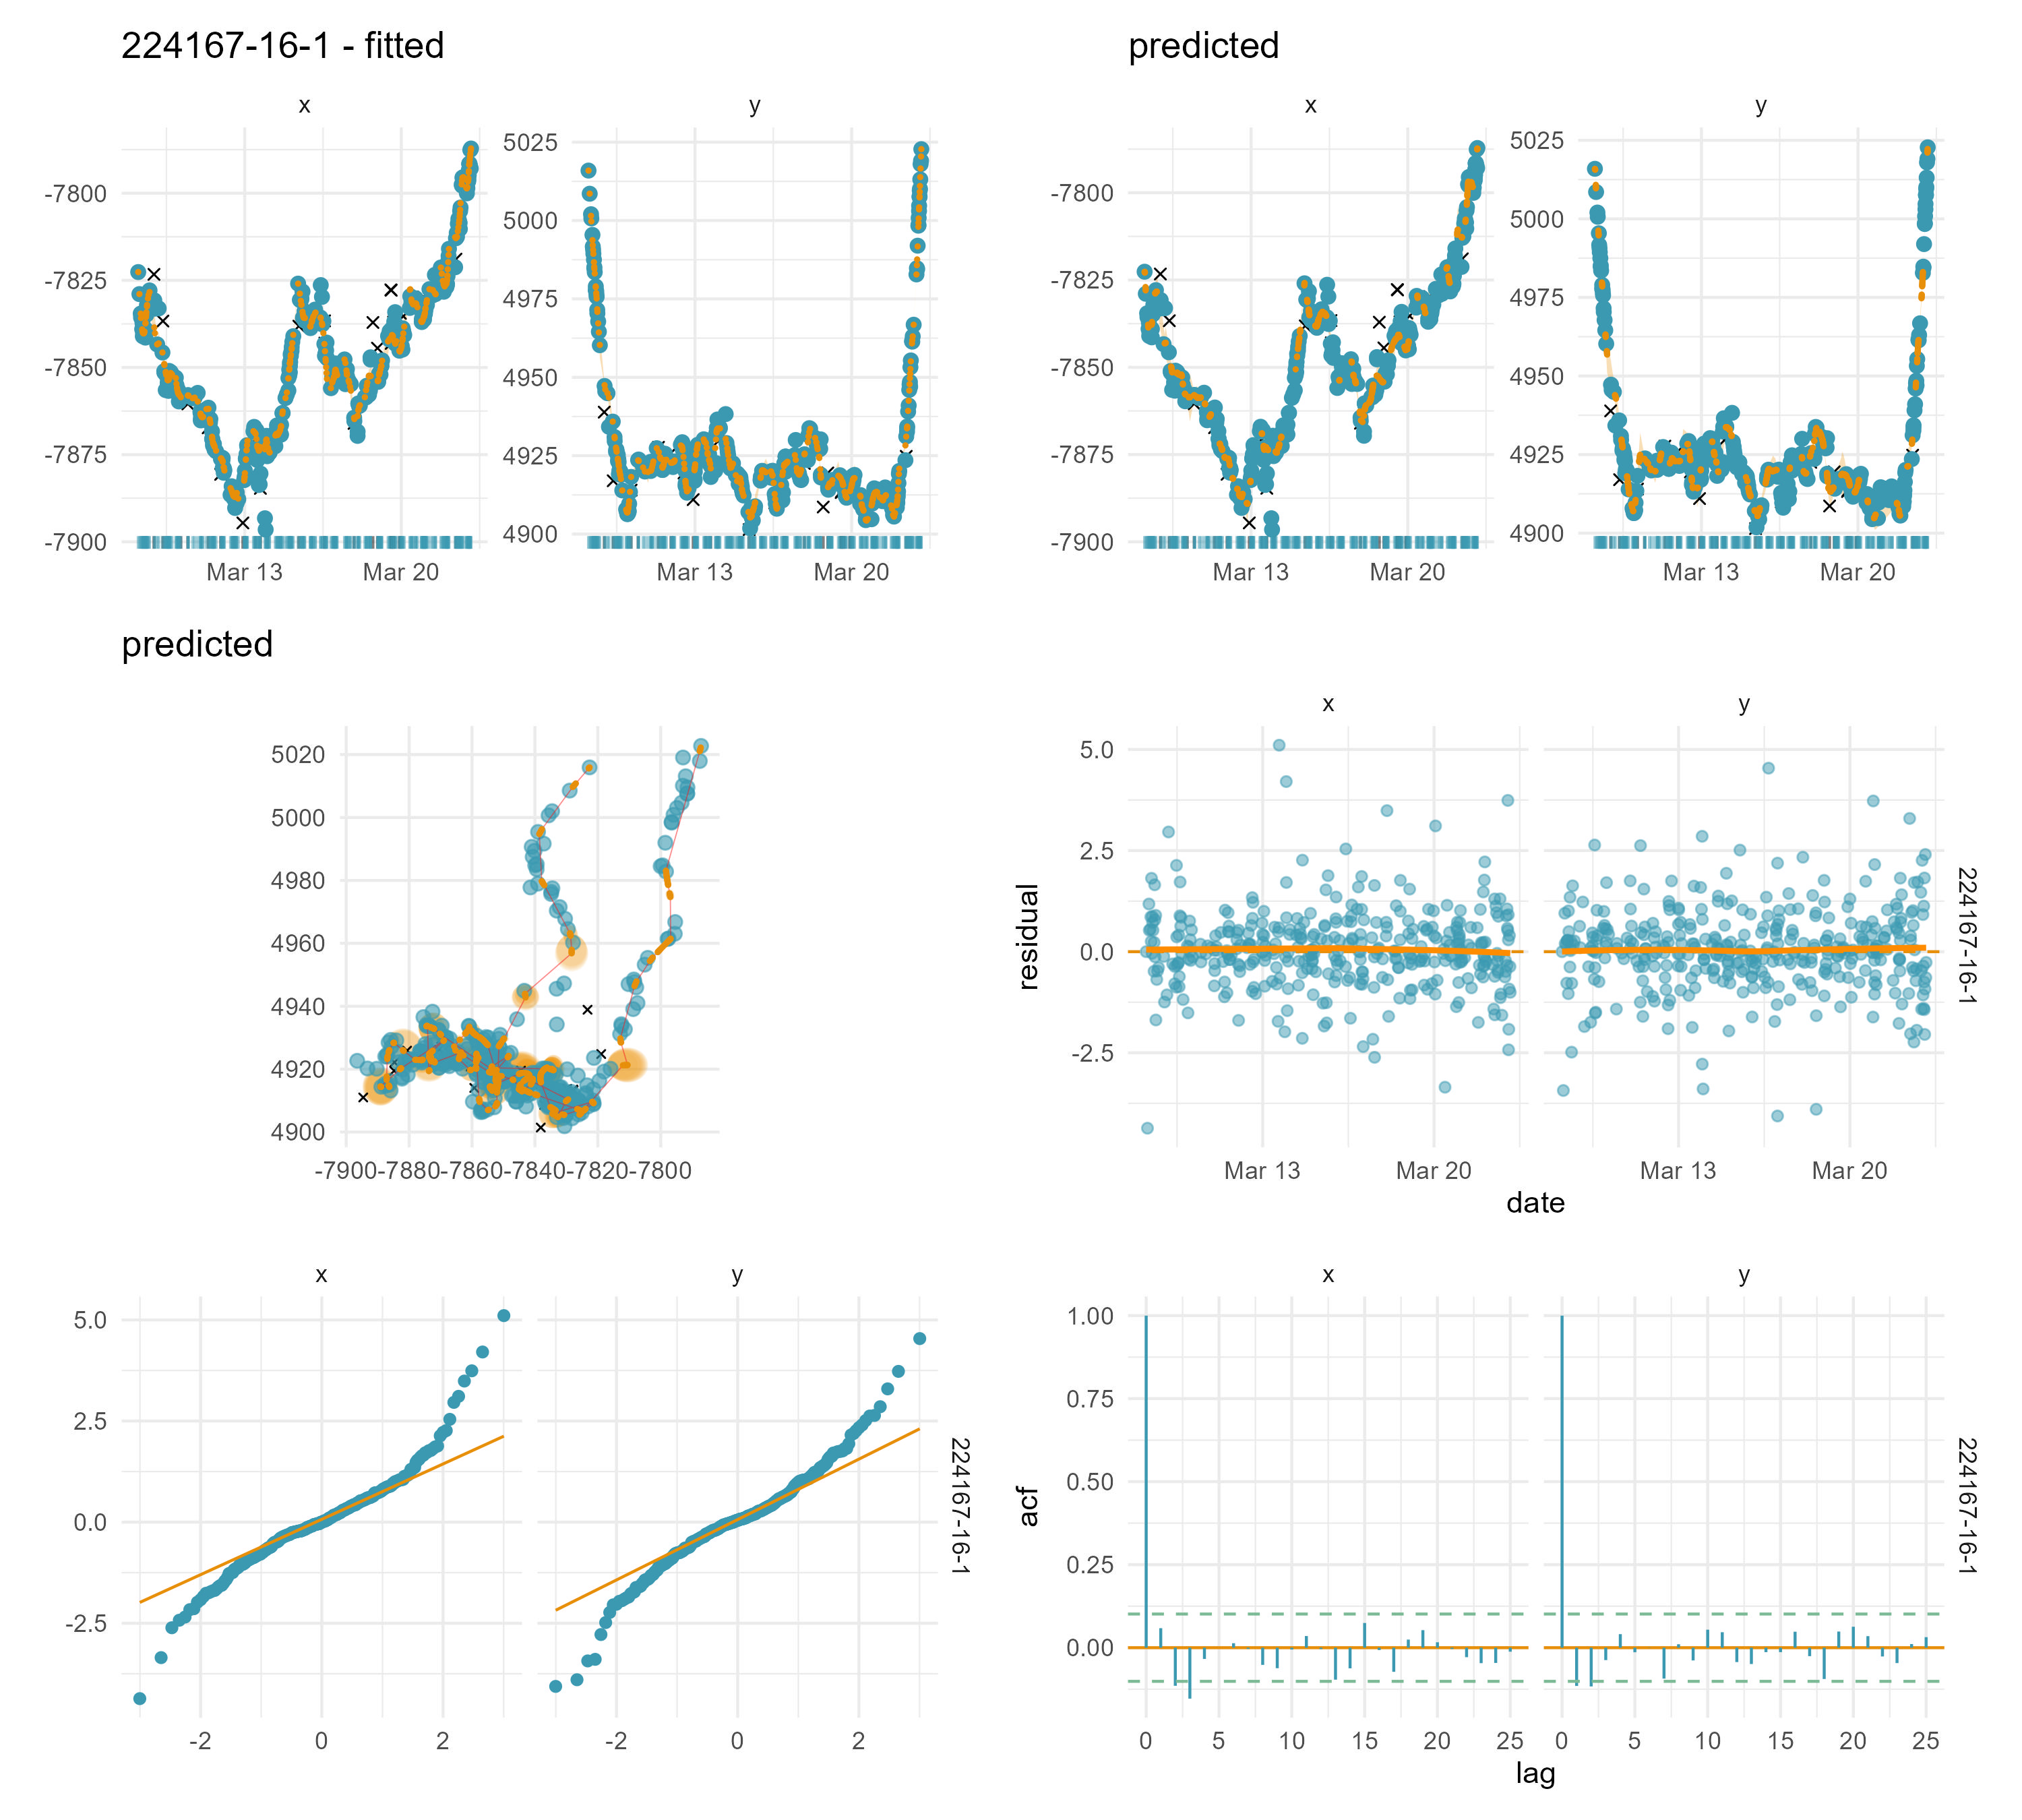 224167-16-1 - fitted
predicted
x
y
x
y
-7800
-7825
-7850
-7875
-7900
5025
5000
4975
4950
4925
4900
-7800
-7825
-7850
-7875
-7900
5025
5000
4975
4950
4925
4900
Mar 13
Mar 20
Mar 13
Mar 20
Mar 13
Mar 20
Mar 13
Mar 20
predicted
5020
5000
4980
4960
4940
4920
4900
-7900
-7880
-7860
-7840
-7820
-7800
x
y
residual
5.0
2.5
0.0
-2.5
224167-16-1
Mar 13
Mar 20
Mar 13
Mar 20
date
x
y
5.0
2.5
0.0
-2.5
224167-16-1
-2
0
2
-2
0
2
x
y
acf
1.00
0.75
0.50
0.25
0.00
224167-16-1
0
5
10
15
20
25
0
5
10
15
20
25
lag